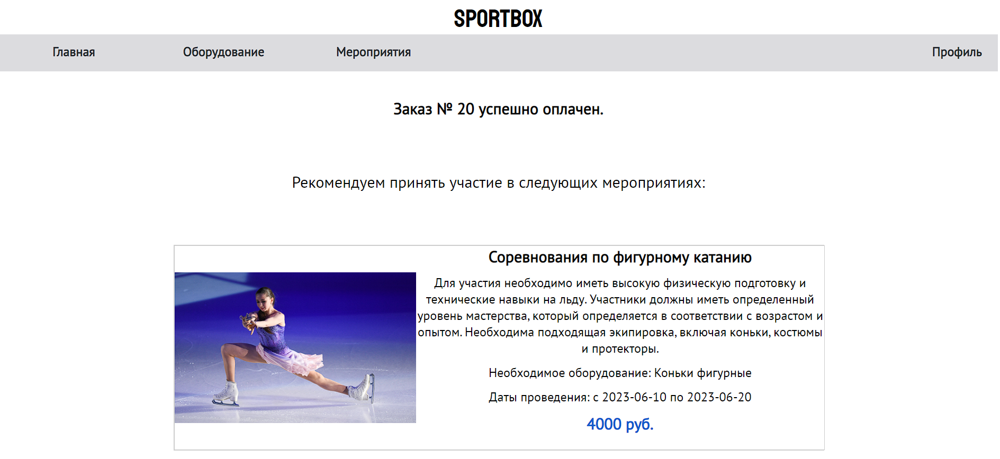 SPORTBOX
Главная Оборудование Мероприятия Профиль
Заказ № 20 успешно оплачен.
Рекомендуем принять участие в следующих мероприятиях:
Соревнования по фигурному катанию
Для участия необходимо иметь высокую физическую подготовку и
технические навыки на льду. Участники должны иметь определенный
уровень мастерства, который определяется в соответствии с возрастом и
опытом. Необходима подходящая экипировка, включая коньки, костюмы
и протекторы.
Необходимое оборудование: Коньки фигурные
Даты проведения: с 2023-06-10 по 2023-06-20
4000 руб.